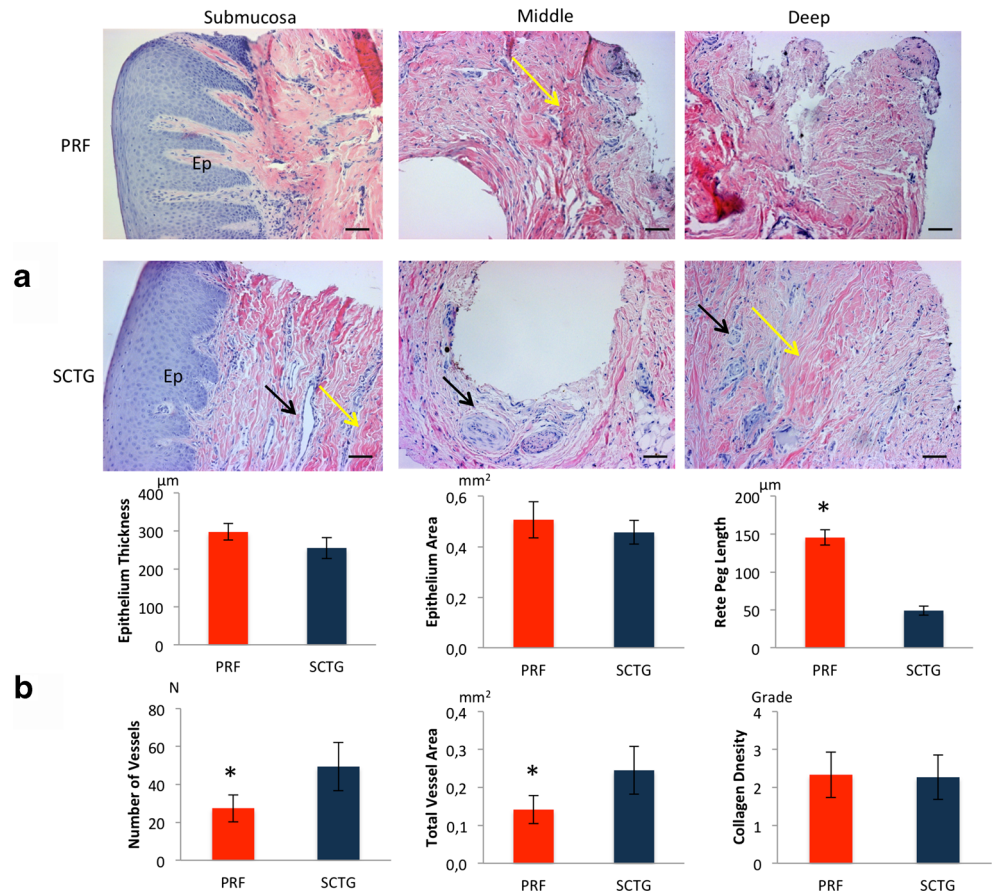 Submucosa
Middle
Deep
PRF
Ep
a
SCTG
Ep
µm
Epithelium Thickness
400
300
200
100
0
PRF
SCTG
mm²
Epithelium Area
0,6
0,4
0,2
0,0
PRF
SCTG
µm
Rete Peg Length
200
150
100
50
0
*
PRF
SCTG
b
N
Number of Vessels
80
60
40
20
0
*
PRF
SCTG
mm²
Total Vessel Area
0,4
0,3
0,2
0,1
0,0
*
PRF
SCTG
Grade
Collagen Dnesity
4
3
2
1
0
PRF
SCTG